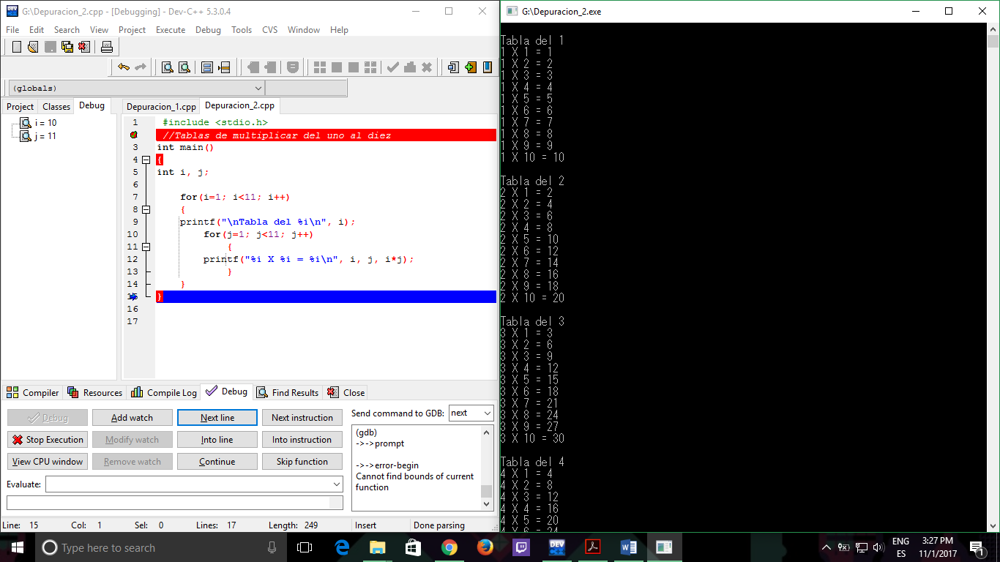 G:\Depuracion_2.cpp - [Debugging] - Dev-C++ 5.3.0.4
File Edit Search View Project Execute Debug Tools CVS Window Help
(globals)
Project Classes Debug
i = 10
j = 11
Depuracion_1.cpp Depuracion_2.cpp
1 #include <stdio.h>
//Tablas de multiplicar del uno al diez
3 int main()
4 {
5 int i, j;
6
7 for(i=1; i<11; i++)
8 {
9 printf("\nTabla del %i\n", i);
10 for(j=1; j<11; j++)
11 {
12 printf("%i X %i = %i\n", i, j, i*j);
13 }
14 }
15 }
16
17
Compiler Resources Compile Log Debug Find Results Close
Debug Add watch Next line Next instruction
Stop Execution Modify watch Into line Into instruction
View CPU window Remove watch Continue Skip function
Evaluate:
Send command to GDB: next
(gdb)
->->prompt
->->error-begin
Cannot find bounds of current
function
Line: 15 Col: 1 Sel: 0 Lines: 17 Length: 249 Insert Done parsing
G:\Depuracion_2.exe
Tabla del 1
1 X 1 = 1
1 X 2 = 2
1 X 3 = 3
1 X 4 = 4
1 X 5 = 5
1 X 6 = 6
1 X 7 = 7
1 X 8 = 8
1 X 9 = 9
1 X 10 = 10
Tabla del 2
2 X 1 = 2
2 X 2 = 4
2 X 3 = 6
2 X 4 = 8
2 X 5 = 10
2 X 6 = 12
2 X 7 = 14
2 X 8 = 16
2 X 9 = 18
2 X 10 = 20
Tabla del 3
3 X 1 = 3
3 X 2 = 6
3 X 3 = 9
3 X 4 = 12
3 X 5 = 15
3 X 6 = 18
3 X 7 = 21
3 X 8 = 24
3 X 9 = 27
3 X 10 = 30
Tabla del 4
4 X 1 = 4
4 X 2 = 8
4 X 3 = 12
4 X 4 = 16
4 X 5 = 20
4 X 6 = 24
Type here to search
DEV
ENG
ES
3:27 PM
11/1/2017
1